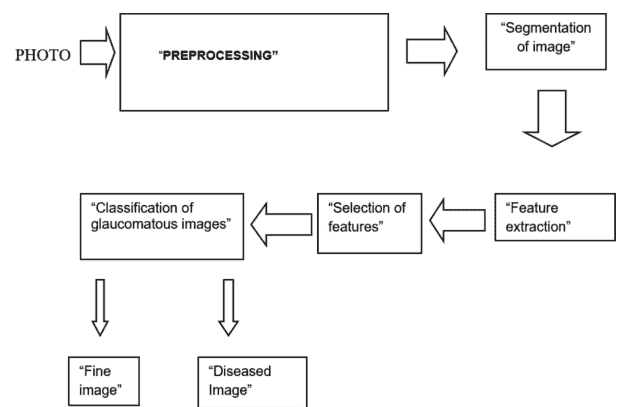 PHOTO
“PREPROCESSING”
“Segmentation
of image”
“Feature
extraction”
“Selection of
features”
“Classification of
glaucomatous images”
“Fine
image”
“Diseased
Image”